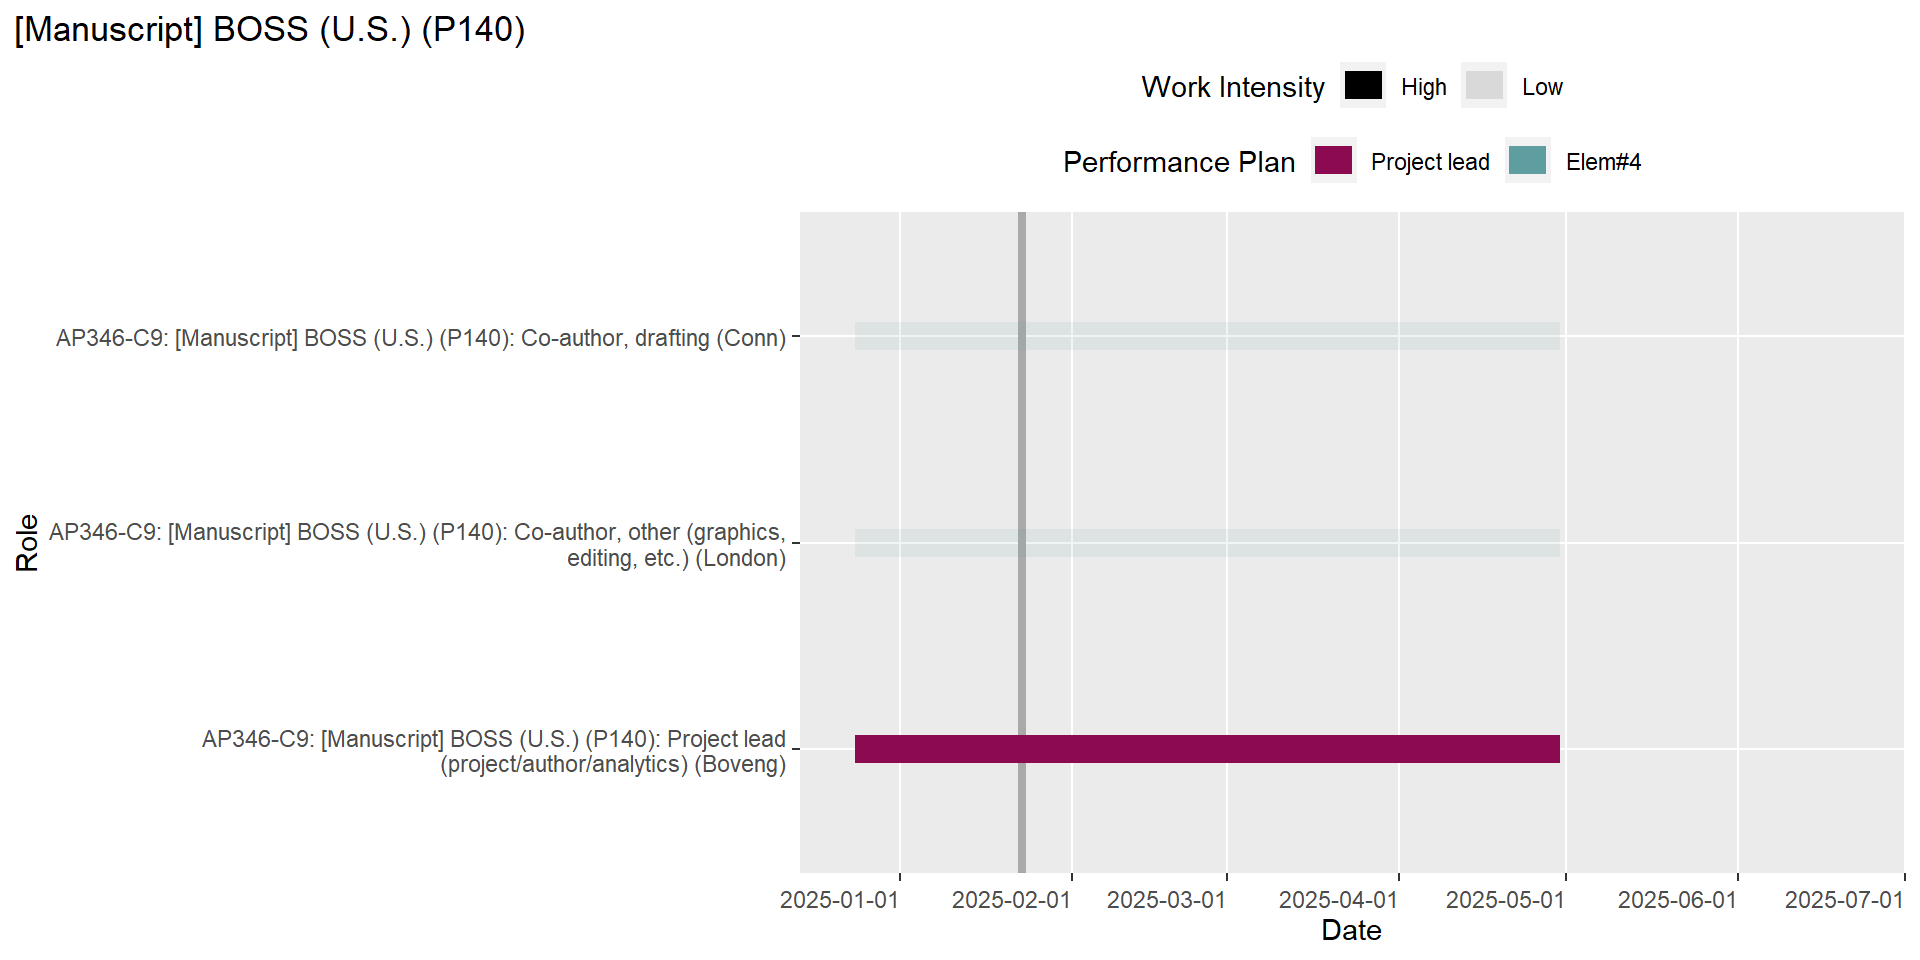 [Manuscript] BOSS (U.S.) (P140)
Work Intensity High Low
Performance Plan Project lead Elem#4
AP346-C9: [Manuscript] BOSS (U.S.) (P140): Co-author, drafting (Conn)
AP346-C9: [Manuscript] BOSS (U.S.) (P140): Co-author, other (graphics,
editing, etc.) (London)
AP346-C9: [Manuscript] BOSS (U.S.) (P140): Project lead
(project/author/analytics) (Boveng)
Role
2025-01-01 2025-02-01 2025-03-01 2025-04-01 2025-05-01 2025-06-01 2025-07-01
Date